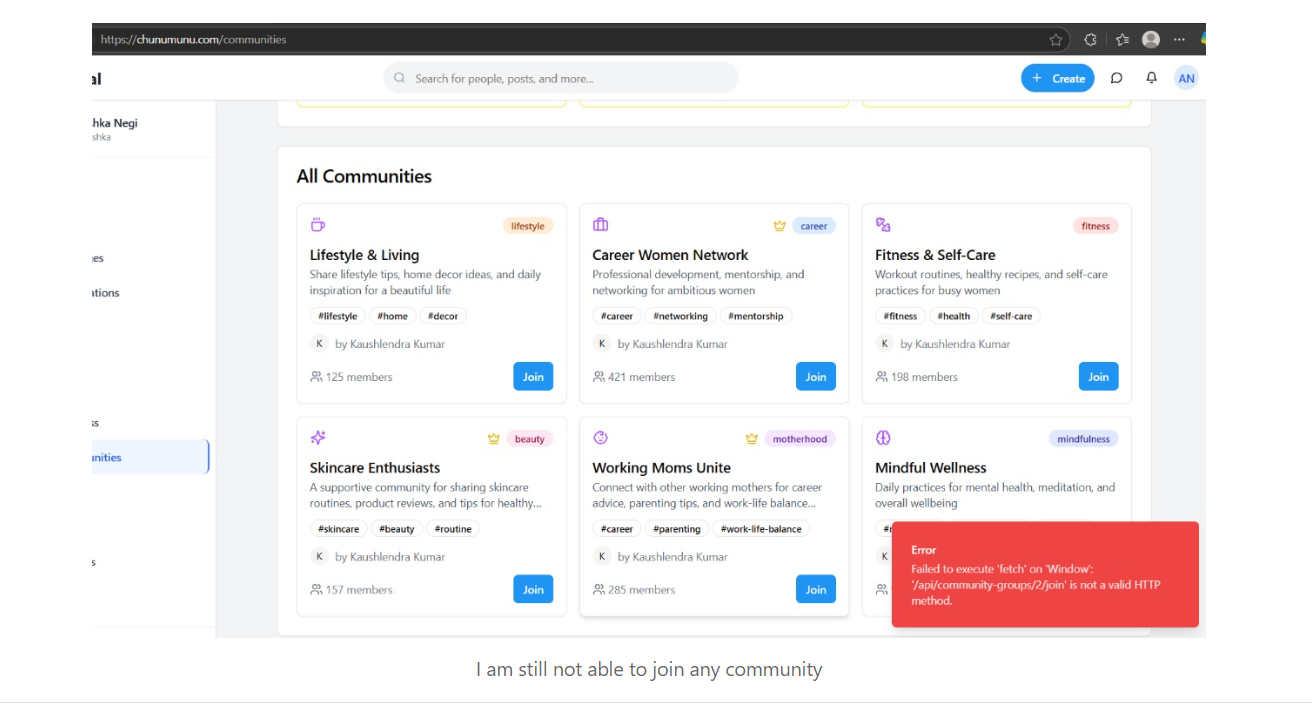 https://chunumunu.com/communities
al
Search for people, posts, and more...
+ Create
AN
hka Negi
shka
es
tions
ss
unities
s
All Communities
lifestyle
Lifestyle & Living
Share lifestyle tips, home decor ideas, and daily
inspiration for a beautiful life
#lifestyle #home #decor
K by Kaushlendra Kumar
125 members
Join
career
Career Women Network
Professional development, mentorship, and
networking for ambitious women
#career #networking #mentorship
K by Kaushlendra Kumar
421 members
Join
fitness
Fitness & Self-Care
Workout routines, healthy recipes, and self-care
practices for busy women
#fitness #health #self-care
K by Kaushlendra Kumar
198 members
Join
beauty
Skincare Enthusiasts
A supportive community for sharing skincare
routines, product reviews, and tips for healthy...
#skincare #beauty #routine
K by Kaushlendra Kumar
157 members
Join
motherhood
Working Moms Unite
Connect with other working mothers for career
advice, parenting tips, and work-life balance...
#career #parenting #work-life-balance
K by Kaushlendra Kumar
285 members
Join
mindfulness
Mindful Wellness
Daily practices for mental health, meditation, and
overall wellbeing
K
Error
Failed to execute 'fetch' on 'Window':
'/api/community-groups/2/join' is not a valid HTTP
method.
I am still not able to join any community